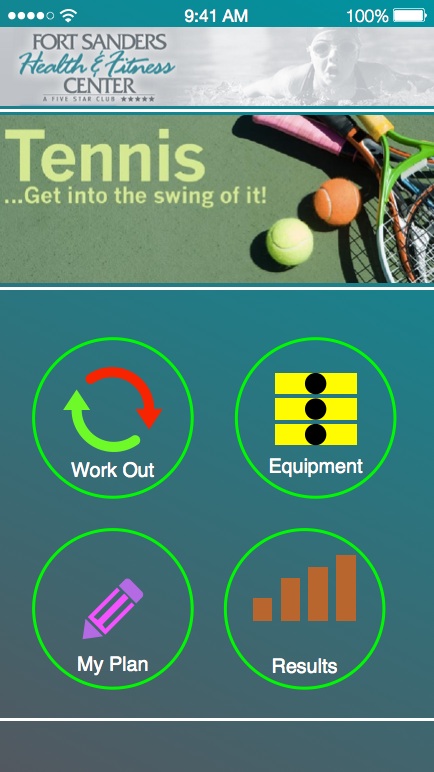 9:41 AM 100%
FORT SANDERS
Health & Fitness
CENTER
A FIVE STAR CLUB ★★★★★
Tennis
...Get into the swing of it!
Work Out
Equipment
My Plan
Results